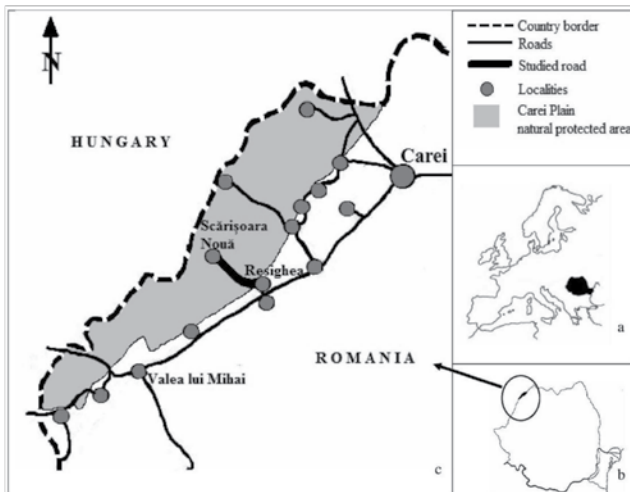 N
HUNGARY
Scărișoara
Nouă
Resighea
Carei
ROMANIA
Valea lui Mihai
c
Country border
Roads
Studied road
Localities
Carei Plain
natural protected area
a
b